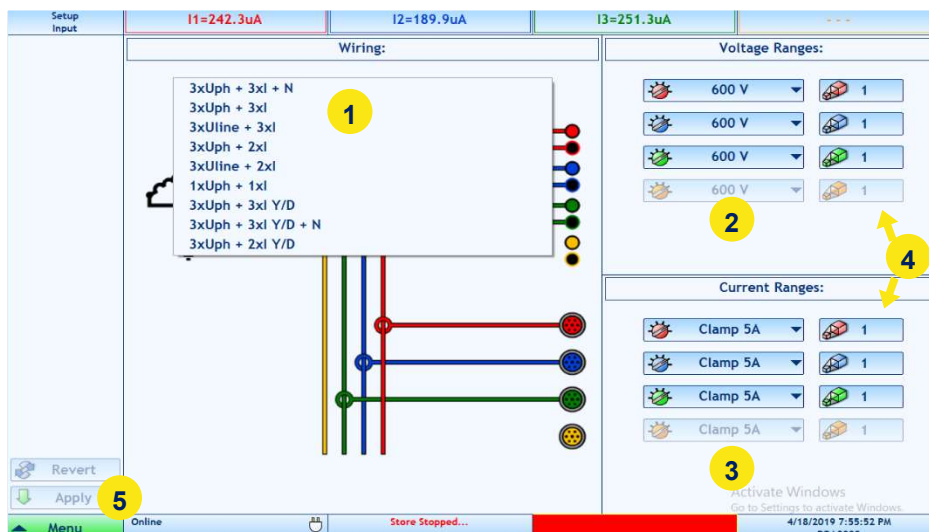 Setup
Input
I1=242.3uA
I2=189.9uA
I3=251.3uA
- - -
Wiring:
3xUph + 3xI + N
3xUph + 3xI
3xUline + 3xI
3xUph + 2xI
3xUline + 2xI
1xUph + 1xI
3xUph + 3xI Y/D
3xUph + 3xI Y/D + N
3xUph + 2xI Y/D
1
Voltage Ranges:
600 V 1
600 V 1
600 V 1
600 V 1
2
4
Current Ranges:
Clamp 5A 1
Clamp 5A 1
Clamp 5A 1
Clamp 5A 1
3
Revert
Apply
5
Activate Windows
Go to Settings to activate Windows.
Menu
Online
Store Stopped...
4/18/2019 7:55:52 PM